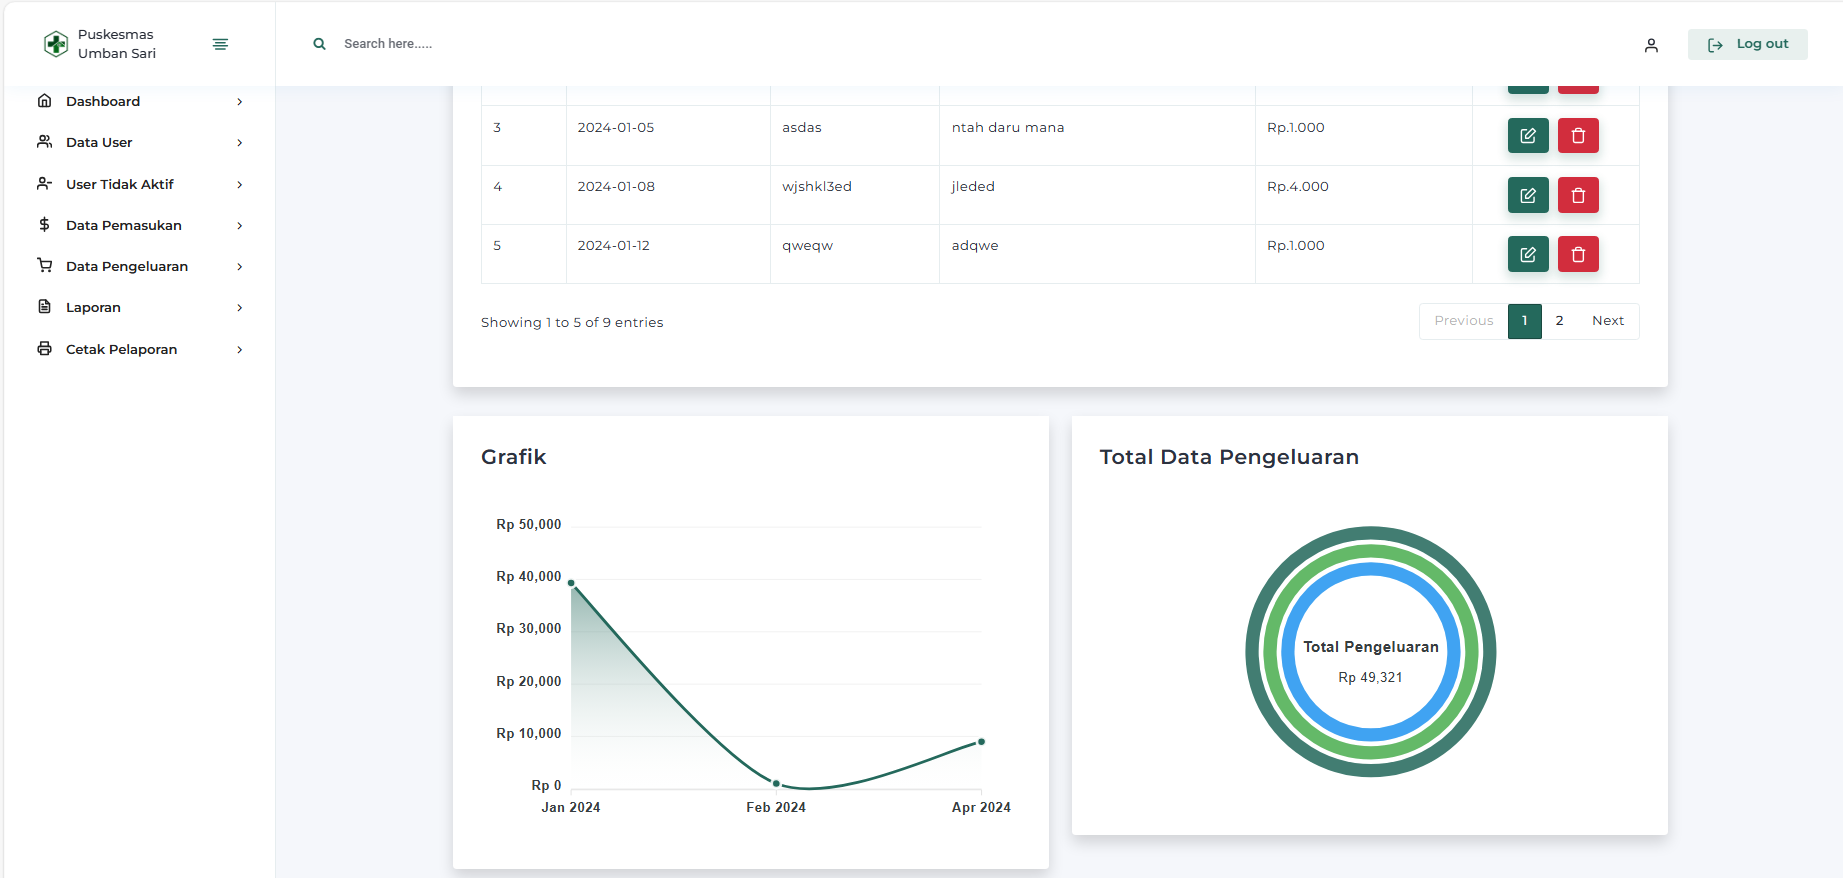 Puskesmas
Umban Sari
Search here.....
Log out
Dashboard
Data User
User Tidak Aktif
Data Pemasukan
Data Pengeluaran
Laporan
Cetak Pelaporan
3 2024-01-05 asdas ntah daru mana Rp.1.000
4 2024-01-08 wjshkl3ed jleded Rp.4.000
5 2024-01-12 qweqw adqwe Rp.1.000
Showing 1 to 5 of 9 entries
Previous 1 2 Next
Grafik
Rp 50,000
Rp 40,000
Rp 30,000
Rp 20,000
Rp 10,000
Rp 0
Jan 2024 Feb 2024 Apr 2024
Total Data Pengeluaran
Total Pengeluaran
Rp 49,321